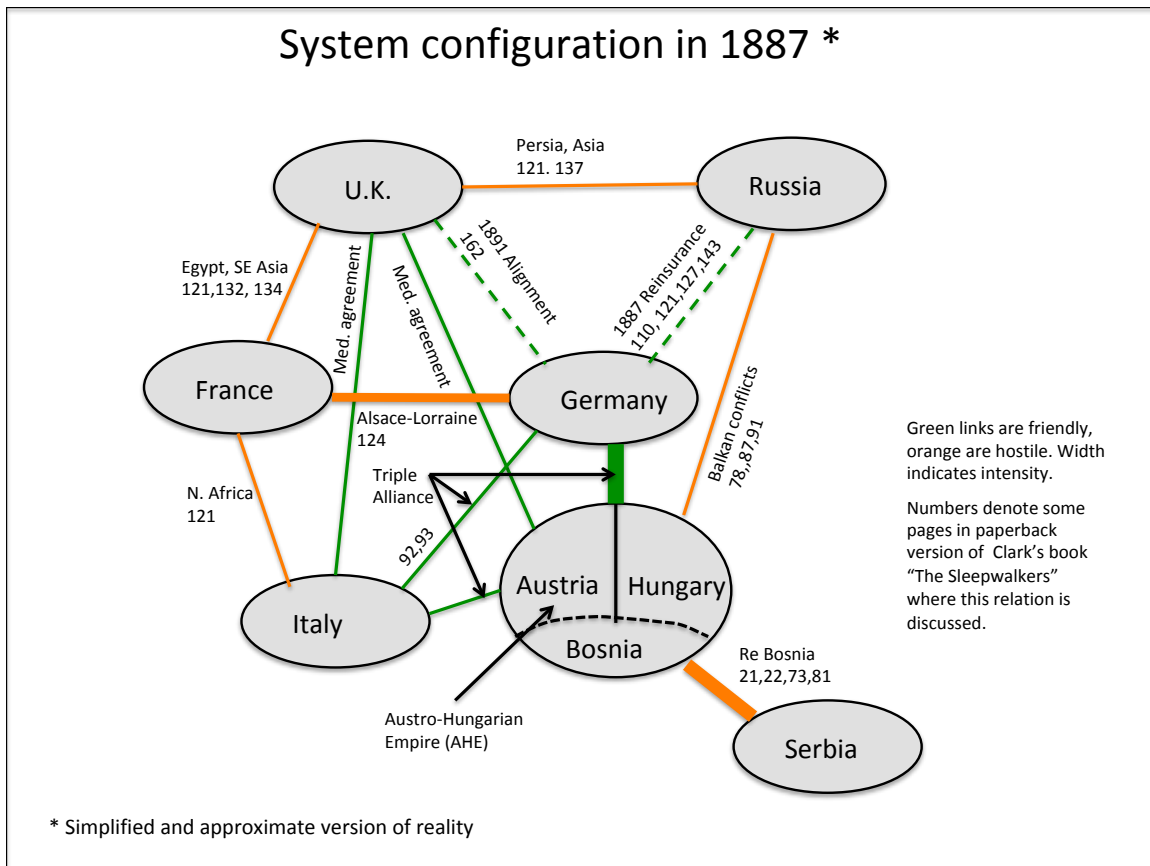 System configuration in 1887 *
Persia, Asia
121. 137
U.K.
Russia
1891 Alignment
162
1887 Reinsurance
110, 121,127,143
Egypt, SE Asia
121,132, 134
Med. agreement
Med. agreement
France
Germany
Alsace-Lorraine
124
Balkan conflicts
78,,87,91
Green links are friendly,
orange are hostile. Width
indicates intensity.
Numbers denote some
pages in paperback
version of Clark's book
“The Sleepwalkers”
where this relation is
discussed.
N. Africa
121
Triple
Alliance
92,93
Austria
Hungary
Italy
Bosnia
Re Bosnia
21,22,73,81
Austro-Hungarian
Empire (AHE)
Serbia
* Simplified and approximate version of reality